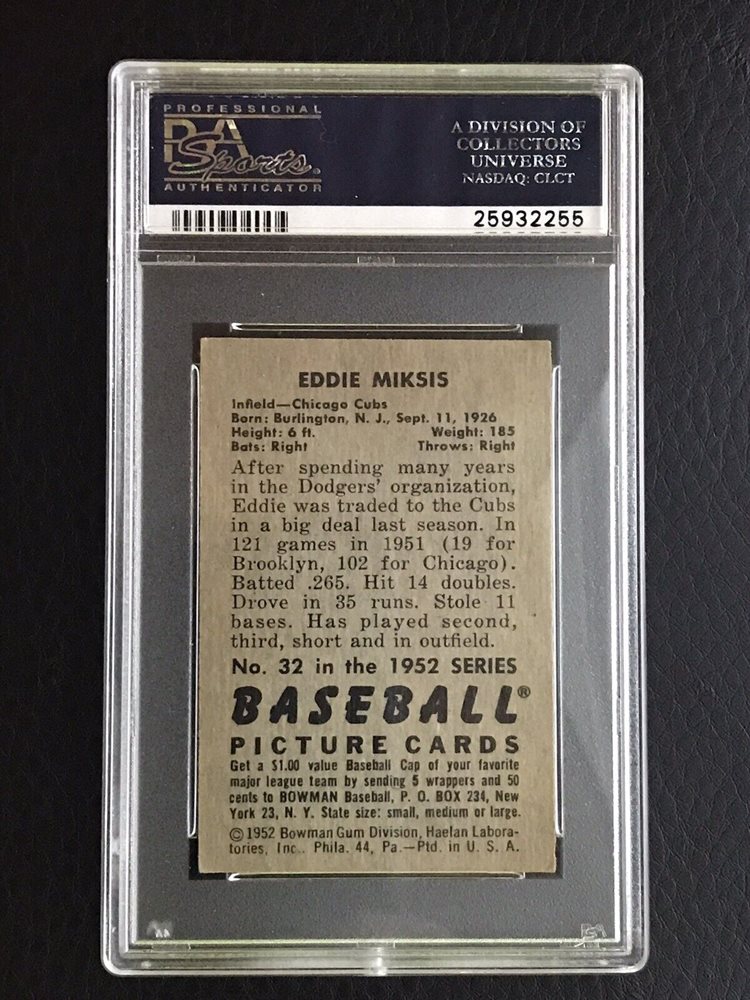 PROFESSIONAL
PSA
Sports
AUTHENTICATOR
A DIVISION OF
COLLECTORS
UNIVERSE
NASDAQ: CLCT
25932255
EDDIE MIKSIS
Infield—Chicago Cubs
Born: Burlington, N. J., Sept. 11, 1926
Height: 6 ft. Weight: 185
Bats: Right Throws: Right
After spending many years
in the Dodgers' organization,
Eddie was traded to the Cubs
in a big deal last season. In
121 games in 1951 (19 for
Brooklyn, 102 for Chicago).
Batted .265. Hit 14 doubles.
Drove in 35 runs. Stole 11
bases. Has played second,
third, short and in outfield.
No. 32 in the 1952 SERIES
BASEBALL®
PICTURE CARDS
Get a $1.00 value Baseball Cap of your favorite
major league team by sending 5 wrappers and 50
cents to BOWMAN Baseball, P. O. BOX 234, New
York 23, N. Y. State size: small, medium or large.
©1952 Bowman Gum Division, Haelan Labora-
tories, Inc.. Phila. 44, Pa.—Ptd. in U. S. A.
PSA